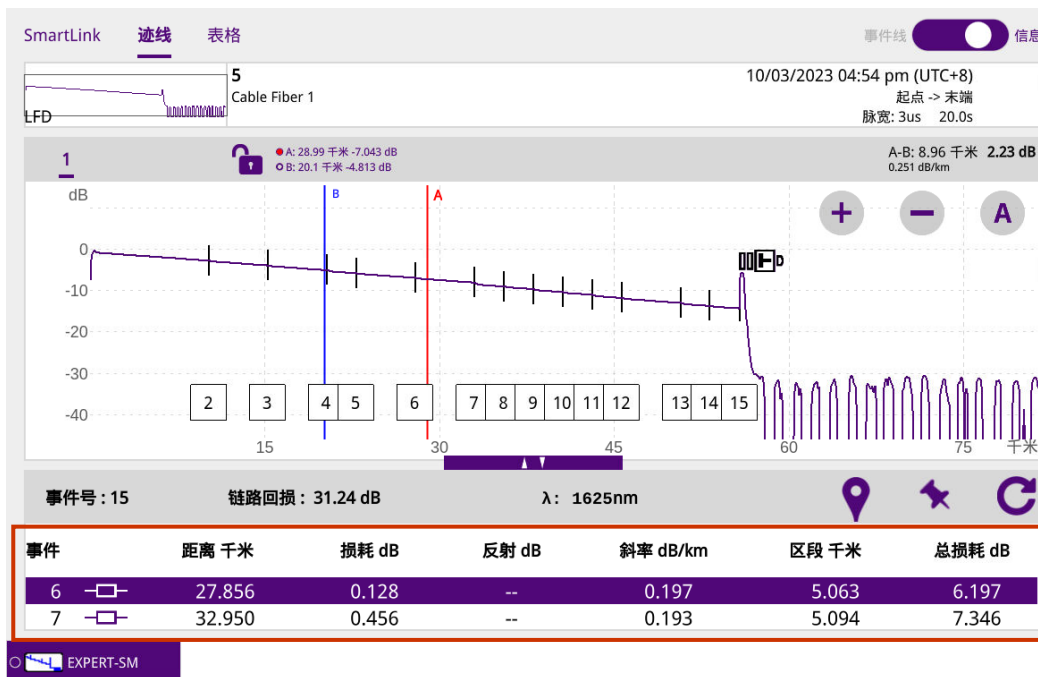 SmartLink 迹线 表格 事件线 信息
5 10/03/2023 04:54 pm (UTC+8)
Cable Fiber 1 起点 -> 末端
LFD 脉宽: 3us 20.0s
1 A: 28.99 千米 -7.043 dB A-B: 8.96 千米 2.23 dB
B: 20.1 千米 -4.813 dB 0.251 dB/km
dB B A + − A
0 D
-10
-20
-30
2 3 4 5 6 7 8 9 10 11 12 13 14 15
-40
15 30 45 60 75 千米
事件号 : 15 链路回损 : 31.24 dB λ: 1625nm
事件 距离 千米 损耗 dB 反射 dB 斜率 dB/km 区段 千米 总损耗 dB
6 27.856 0.128 -- 0.197 5.063 6.197
7 32.950 0.456 -- 0.193 5.094 7.346
EXPERT-SM